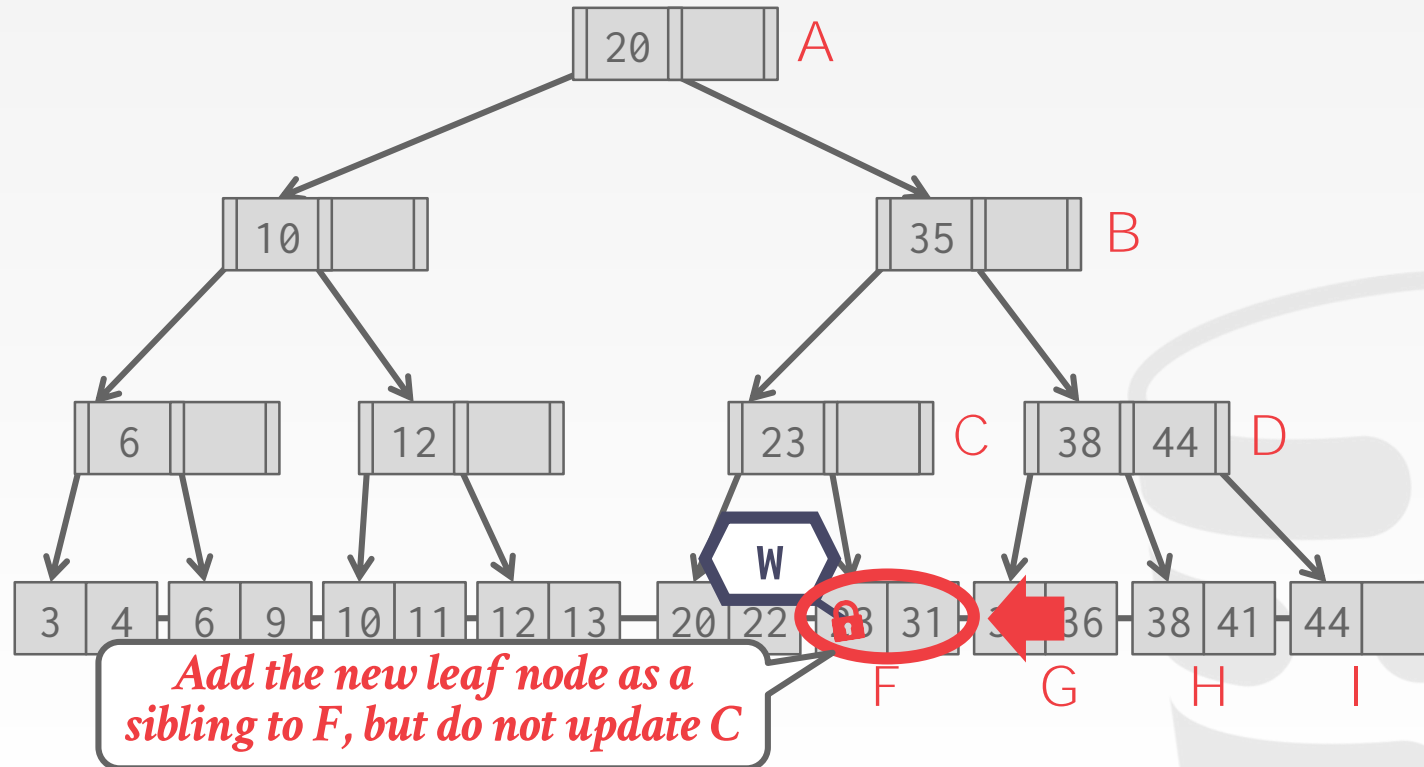 20 A
10 35 B
6 12 23 C 38 44 D
W
3 4 6 9 10 11 12 13 20 22 31 36 38 41 44
Add the new leaf node as a
sibling to F, but do not update C
F G H I